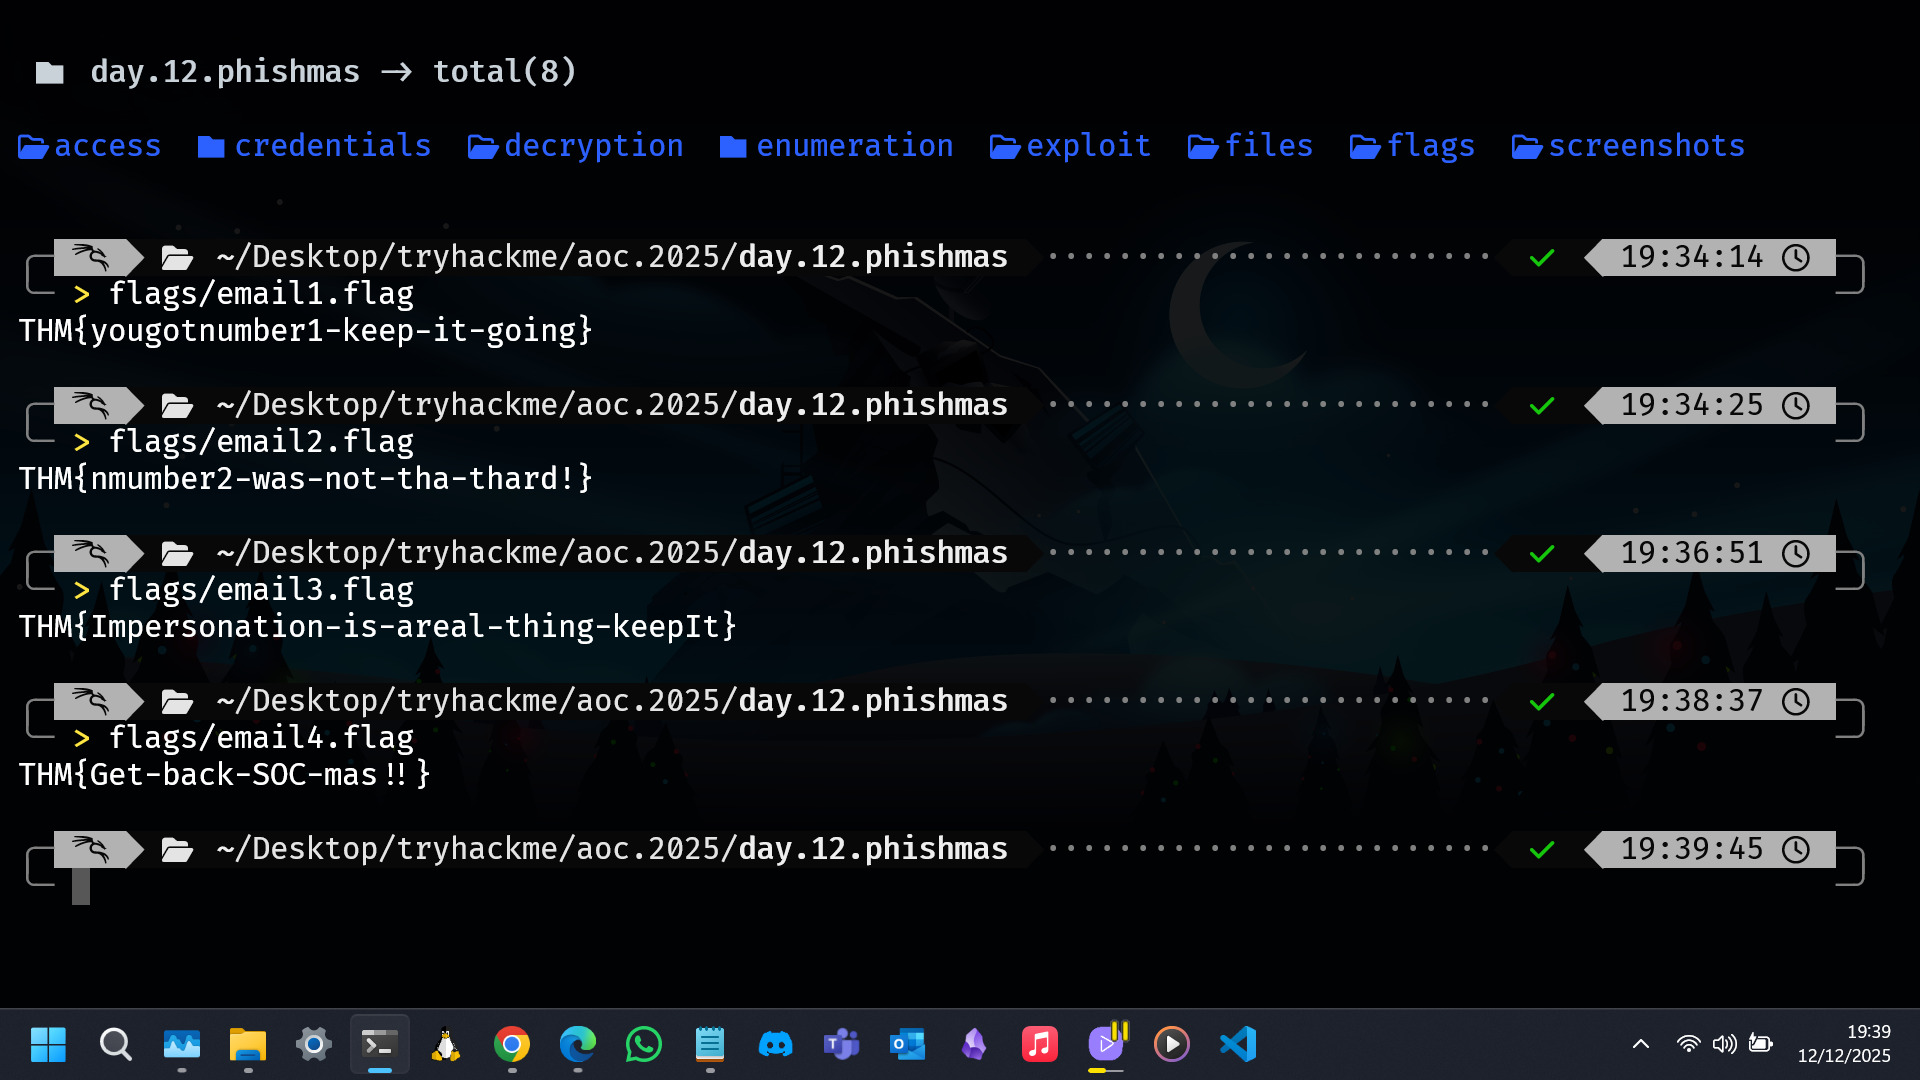 day.12.phishmas → total(8)
access credentials decryption enumeration exploit files flags screenshots
~/Desktop/tryhackme/aoc.2025/day.12.phishmas 19:34:14
> flags/email1.flag
THM{yougotnumber1-keep-it-going}
~/Desktop/tryhackme/aoc.2025/day.12.phishmas 19:34:25
> flags/email2.flag
THM{nmumber2-was-not-tha-thard!}
~/Desktop/tryhackme/aoc.2025/day.12.phishmas 19:36:51
> flags/email3.flag
THM{Impersonation-is-areal-thing-keepIt}
~/Desktop/tryhackme/aoc.2025/day.12.phishmas 19:38:37
> flags/email4.flag
THM{Get-back-SOC-mas!!}
~/Desktop/tryhackme/aoc.2025/day.12.phishmas 19:39:45
19:39
12/12/2025